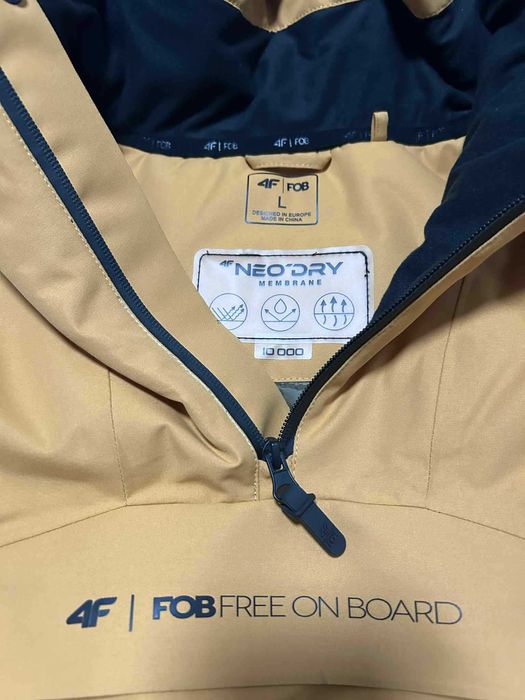 4F | FOB 4F | FOB 4F
4F | FOB
L
DESIGNED IN EUROPE
MADE IN CHINA
4F NEO´DRY
MEMBRANE
10 000
4F | FOB FREE ON BOARD